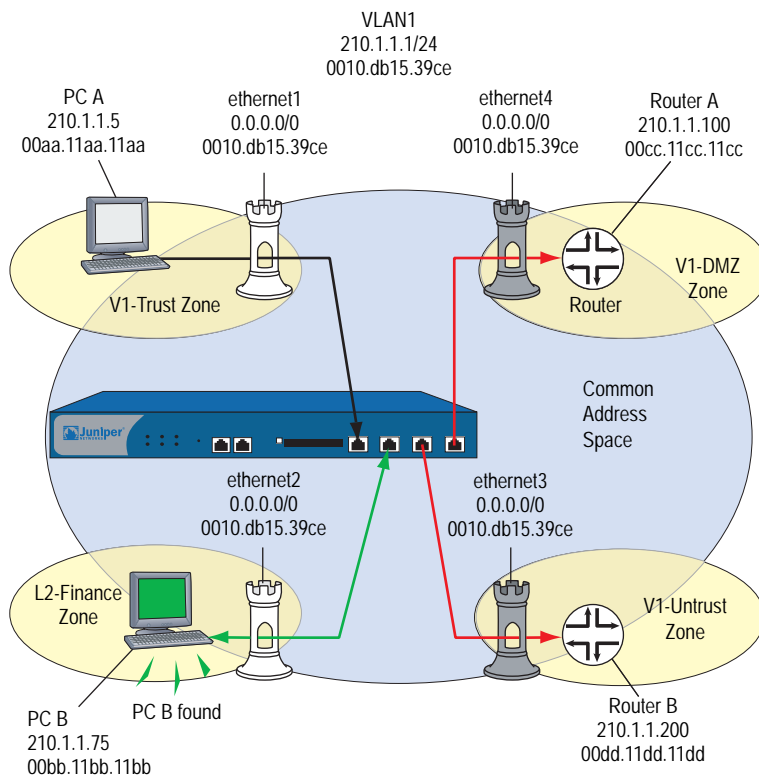 VLAN1
210.1.1.1/24
0010.db15.39ce
PC A
210.1.1.5
00aa.11aa.11aa
ethernet1
0.0.0.0/0
0010.db15.39ce
ethernet4
0.0.0.0/0
0010.db15.39ce
Router A
210.1.1.100
00cc.11cc.11cc
V1-Trust Zone
Router
V1-DMZ
Zone
Common
Address
Space
Juniper
NETWORKS
ethernet2
0.0.0.0/0
0010.db15.39ce
ethernet3
0.0.0.0/0
0010.db15.39ce
L2-Finance
Zone
V1-Untrust
Zone
PC B found
PC B
210.1.1.75
00bb.11bb.11bb
Router B
210.1.1.200
00dd.11dd.11dd